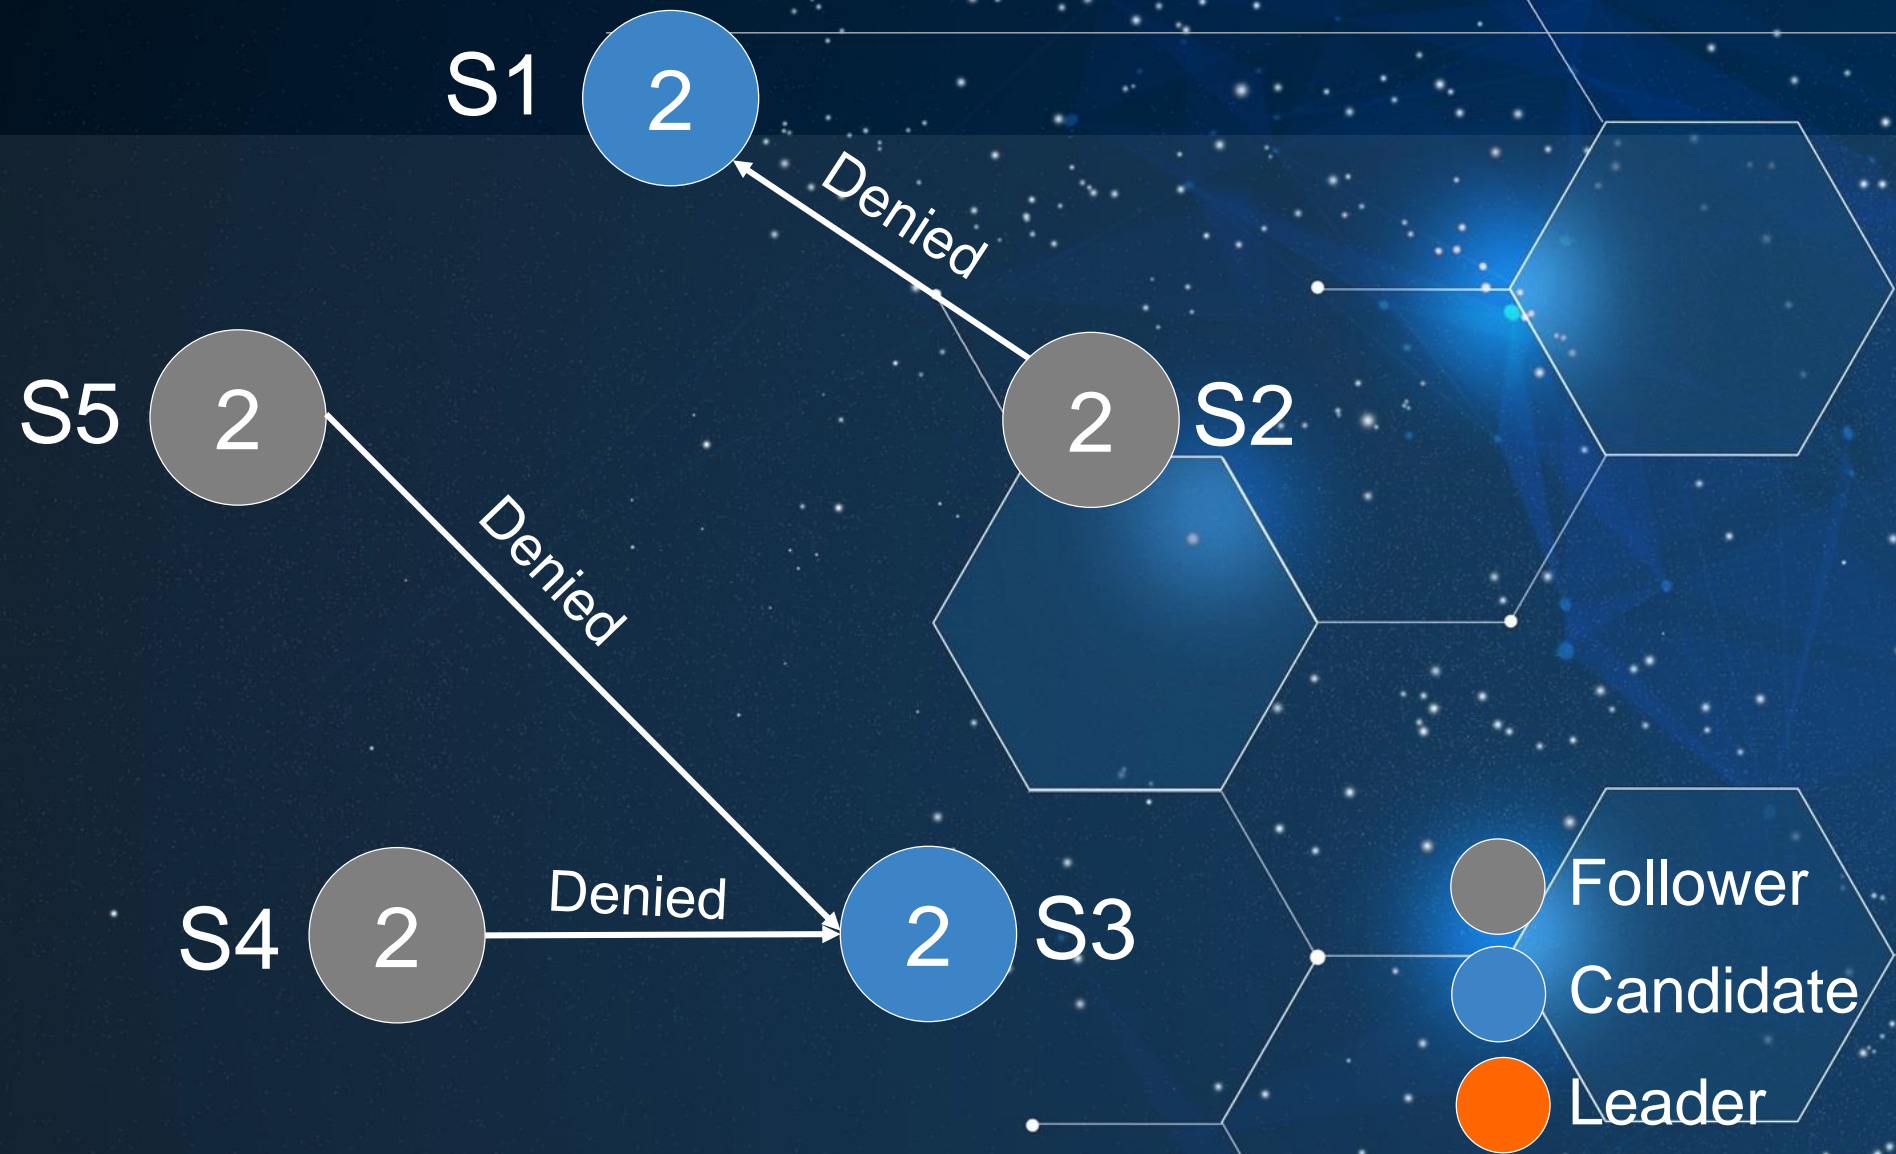 S1
2
Denied
S5
2
2
S2
Denied
S4
2
Denied
2
S3
Follower
Candidate
Leader